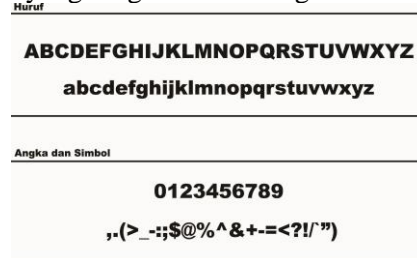 Huruf
ABCDEFGHIJKLMNOPQRSTUVWXYZ
abcdefghijklmnopqrstuvwxyz
Angka dan Simbol
0123456789
,.(>_-:;$@%^&+-=<?!/`”)